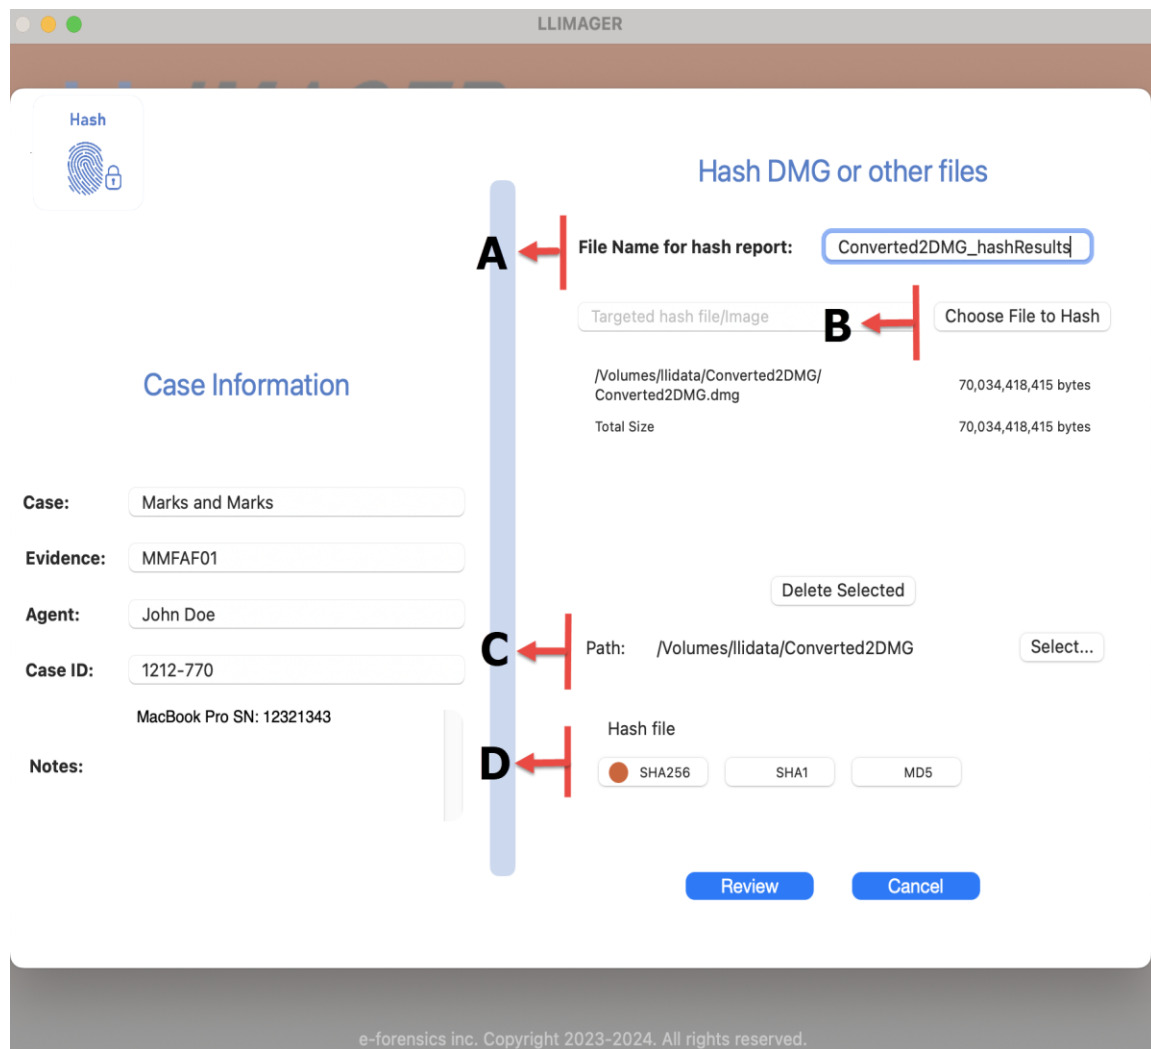 LLIMAGER
Hash
Hash DMG or other files
A
File Name for hash report:
Converted2DMG_hashResults
Targeted hash file/Image
B
Choose File to Hash
/Volumes/llidata/Converted2DMG/
Converted2DMG.dmg
70,034,418,415 bytes
Total Size
70,034,418,415 bytes
Case Information
Case:
Marks and Marks
Evidence:
MMFAF01
Agent:
John Doe
Case ID:
1212-770
MacBook Pro SN: 12321343
Notes:
Delete Selected
C
Path:
/Volumes/llidata/Converted2DMG
Select...
D
Hash file
SHA256
SHA1
MD5
Review
Cancel
e-forensics inc. Copyright 2023-2024. All rights reserved.